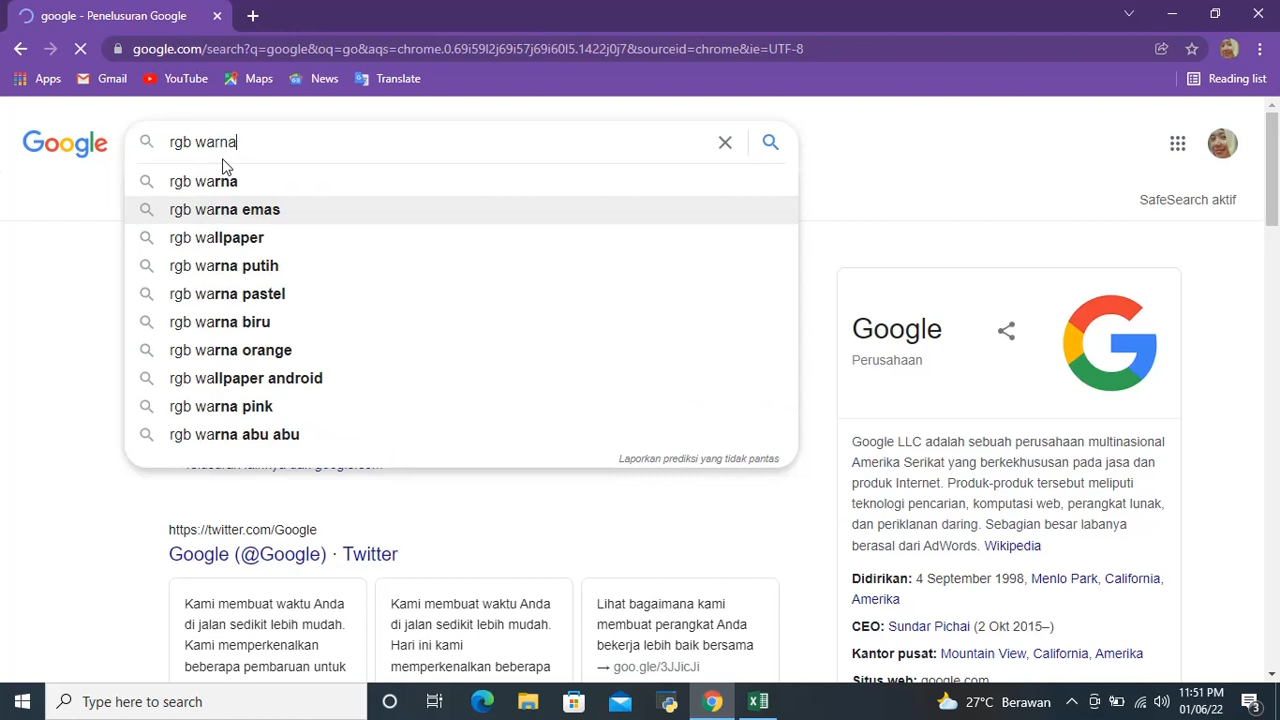 google - Penelusuran Google
google.com/search?q=google&oq=go&aqs=chrome.0.69i59l2j69i57j69i60l5.1422j0j7&sourceid=chrome&ie=UTF-8
Apps Gmail YouTube Maps News Translate Reading list
Google
rgb warna
rgb warna
rgb warna emas
rgb wallpaper
rgb warna putih
rgb warna pastel
rgb warna biru
rgb warna orange
rgb wallpaper android
rgb warna pink
rgb warna abu abu
Laporkan prediksi yang tidak pantas
SafeSearch aktif
https://twitter.com/Google
Google (@Google) · Twitter
Kami membuat waktu Anda
di jalan sedikit lebih mudah.
Kami memperkenalkan
beberapa pembaruan untuk
Kami membuat waktu Anda
di jalan sedikit lebih mudah.
Hari ini kami
memperkenalkan beberapa
Lihat bagaimana kami
membuat perangkat Anda
bekerja lebih baik bersama
→ goo.gle/3JJicJi
Google
Perusahaan
G
Google LLC adalah sebuah perusahaan multinasional
Amerika Serikat yang berkekhususan pada jasa dan
produk Internet. Produk-produk tersebut meliputi
teknologi pencarian, komputasi web, perangkat lunak,
dan periklanan daring. Sebagian besar labanya
berasal dari AdWords. Wikipedia
Didirikan: 4 September 1998, Menlo Park, California,
Amerika
CEO: Sundar Pichai (2 Okt 2015–)
Kantor pusat: Mountain View, California, Amerika
Situs web: google.com
Type here to search
27°C Berawan
11:51 PM
01/06/22
3